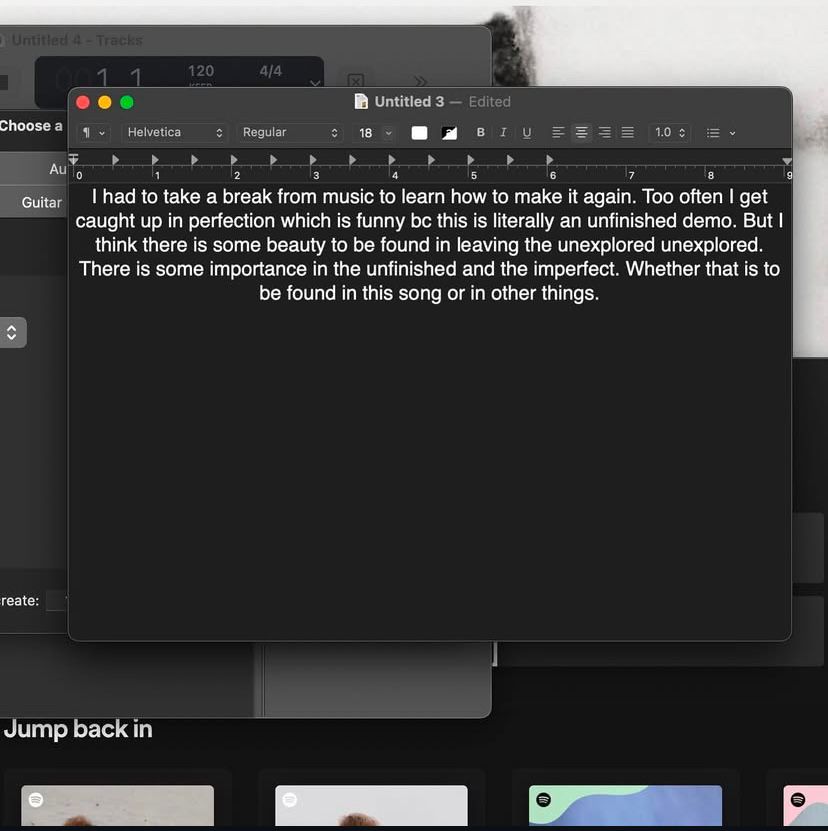 Untitled 4 - Tracks
1 1
120
4/4
KEEP
Choose a
Untitled 3 — Edited
Helvetica
Regular
18
B I U
1.0
0 1 2 3 4 5 6 7 8 9
Au
Guitar
I had to take a break from music to learn how to make it again. Too often I get
caught up in perfection which is funny bc this is literally an unfinished demo. But I
think there is some beauty to be found in leaving the unexplored unexplored.
There is some importance in the unfinished and the imperfect. Whether that is to
be found in this song or in other things.
reate:
Jump back in